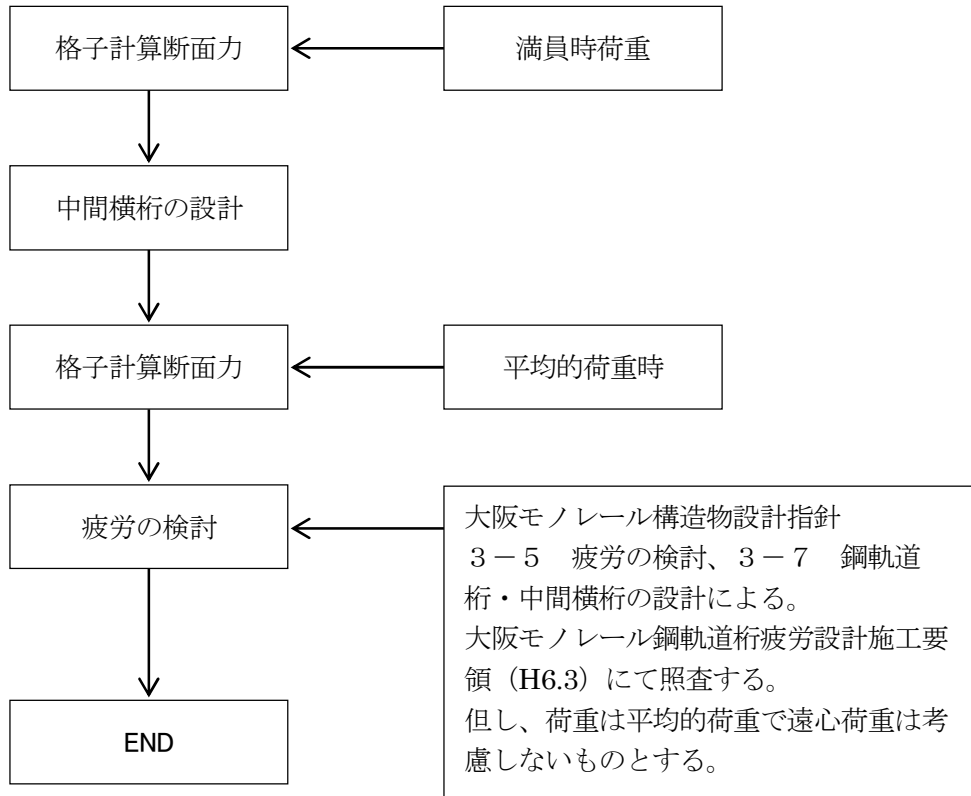 格子計算断面力
満員時荷重
中間横桁の設計
格子計算断面力
平均的荷重時
疲労の検討
大阪モノレール構造物設計指針
３－５　疲労の検討、３－７　鋼軌道
桁・中間横桁の設計による。
大阪モノレール鋼軌道桁疲労設計施工要
領（H6.3）にて照査する。
但し、荷重は平均的荷重で遠心荷重は考
慮しないものとする。
END